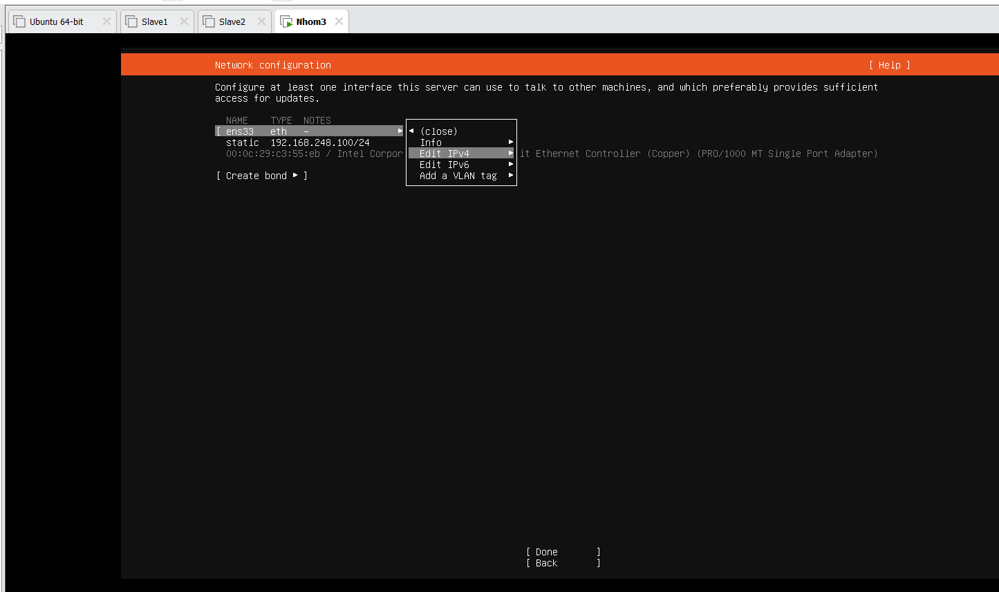 Ubuntu 64-bit Slave1 Slave2 Nhom3
Network configuration [ Help ]
Configure at least one interface this server can use to talk to other machines, and which preferably provides sufficient
access for updates.
NAME TYPE NOTES
[ ens33 eth – ▸
static 192.168.248.100/24
00:0c:29:c3:55:eb / Intel Corpor it Ethernet Controller (Copper) (PRO/1000 MT Single Port Adapter)
◂ (close)
Info ▸
Edit IPv4 ▸
Edit IPv6 ▸
Add a VLAN tag ▸
[ Create bond ▸ ]
[ Done ]
[ Back ]